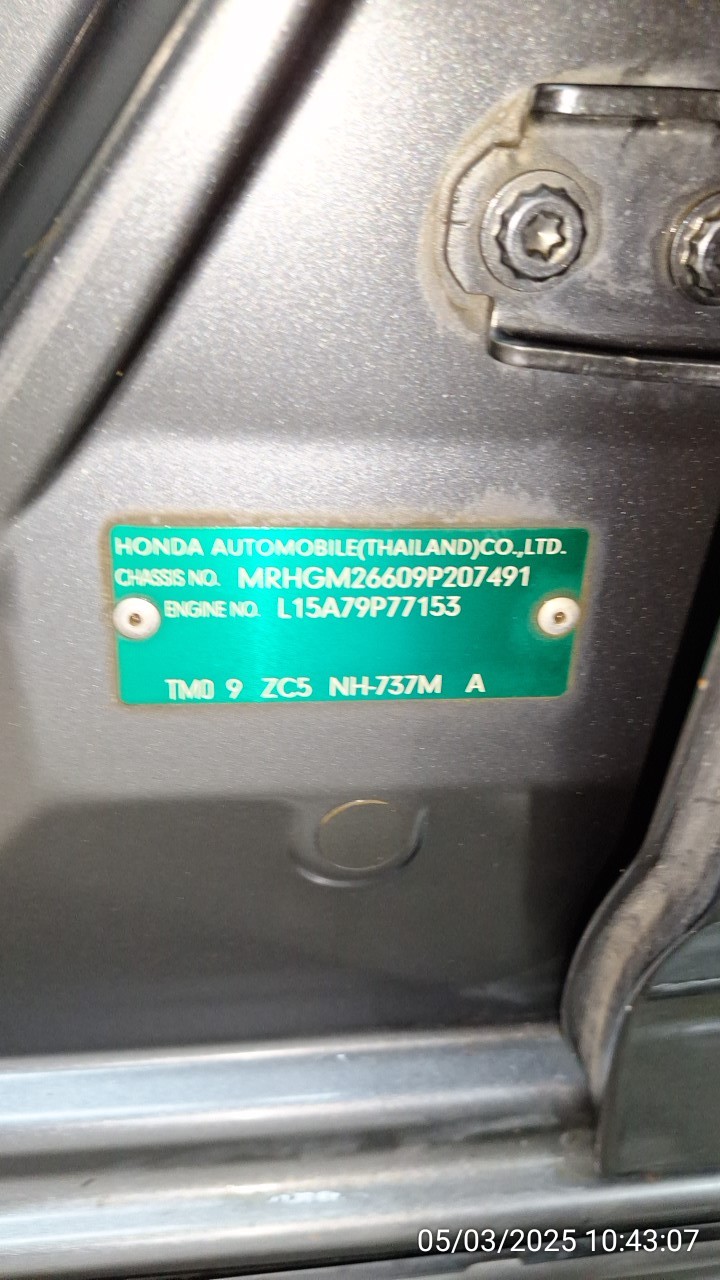 HONDA AUTOMOBILE(THAILAND)CO.,LTD.
CHASSIS NO. MRHGM26609P207491
ENGINE NO. L15A79P77153
TM0 9 ZC5 NH-737M A
05/03/2025 10:43:07